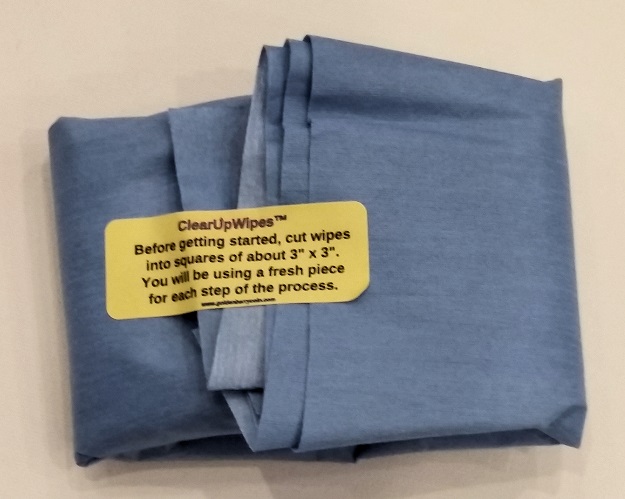 ClearUpWipes™
Before getting started, cut wipes
into squares of about 3" x 3".
You will be using a fresh piece
for each step of the process.